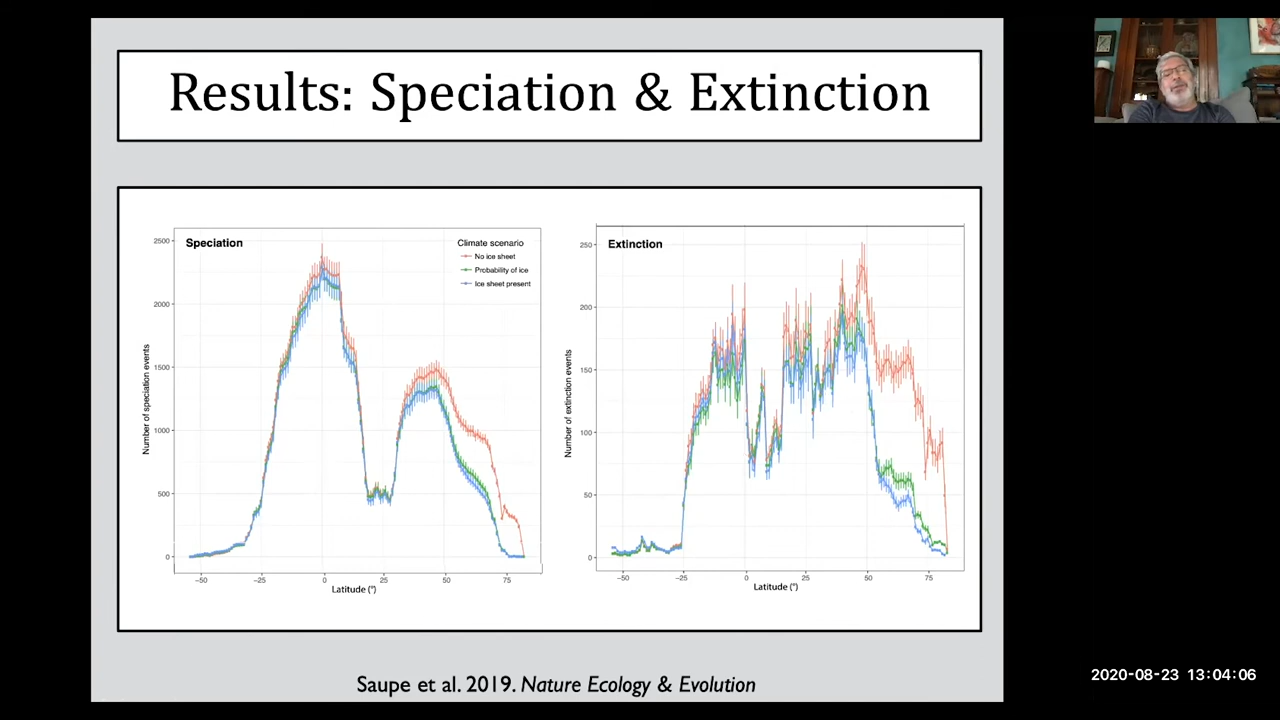 Results: Speciation & Extinction
Speciation
Climate scenario
No ice sheet
Probability of ice
Ice sheet present
2500
2000
1500
1000
500
0
Number of speciation events
−50
−25
0
25
50
75
Latitude (°)
Extinction
250
200
150
100
50
0
Number of extinction events
−50
−25
0
25
50
75
Latitude (°)
Saupe et al. 2019. Nature Ecology & Evolution
2020-08-23 13:04:06